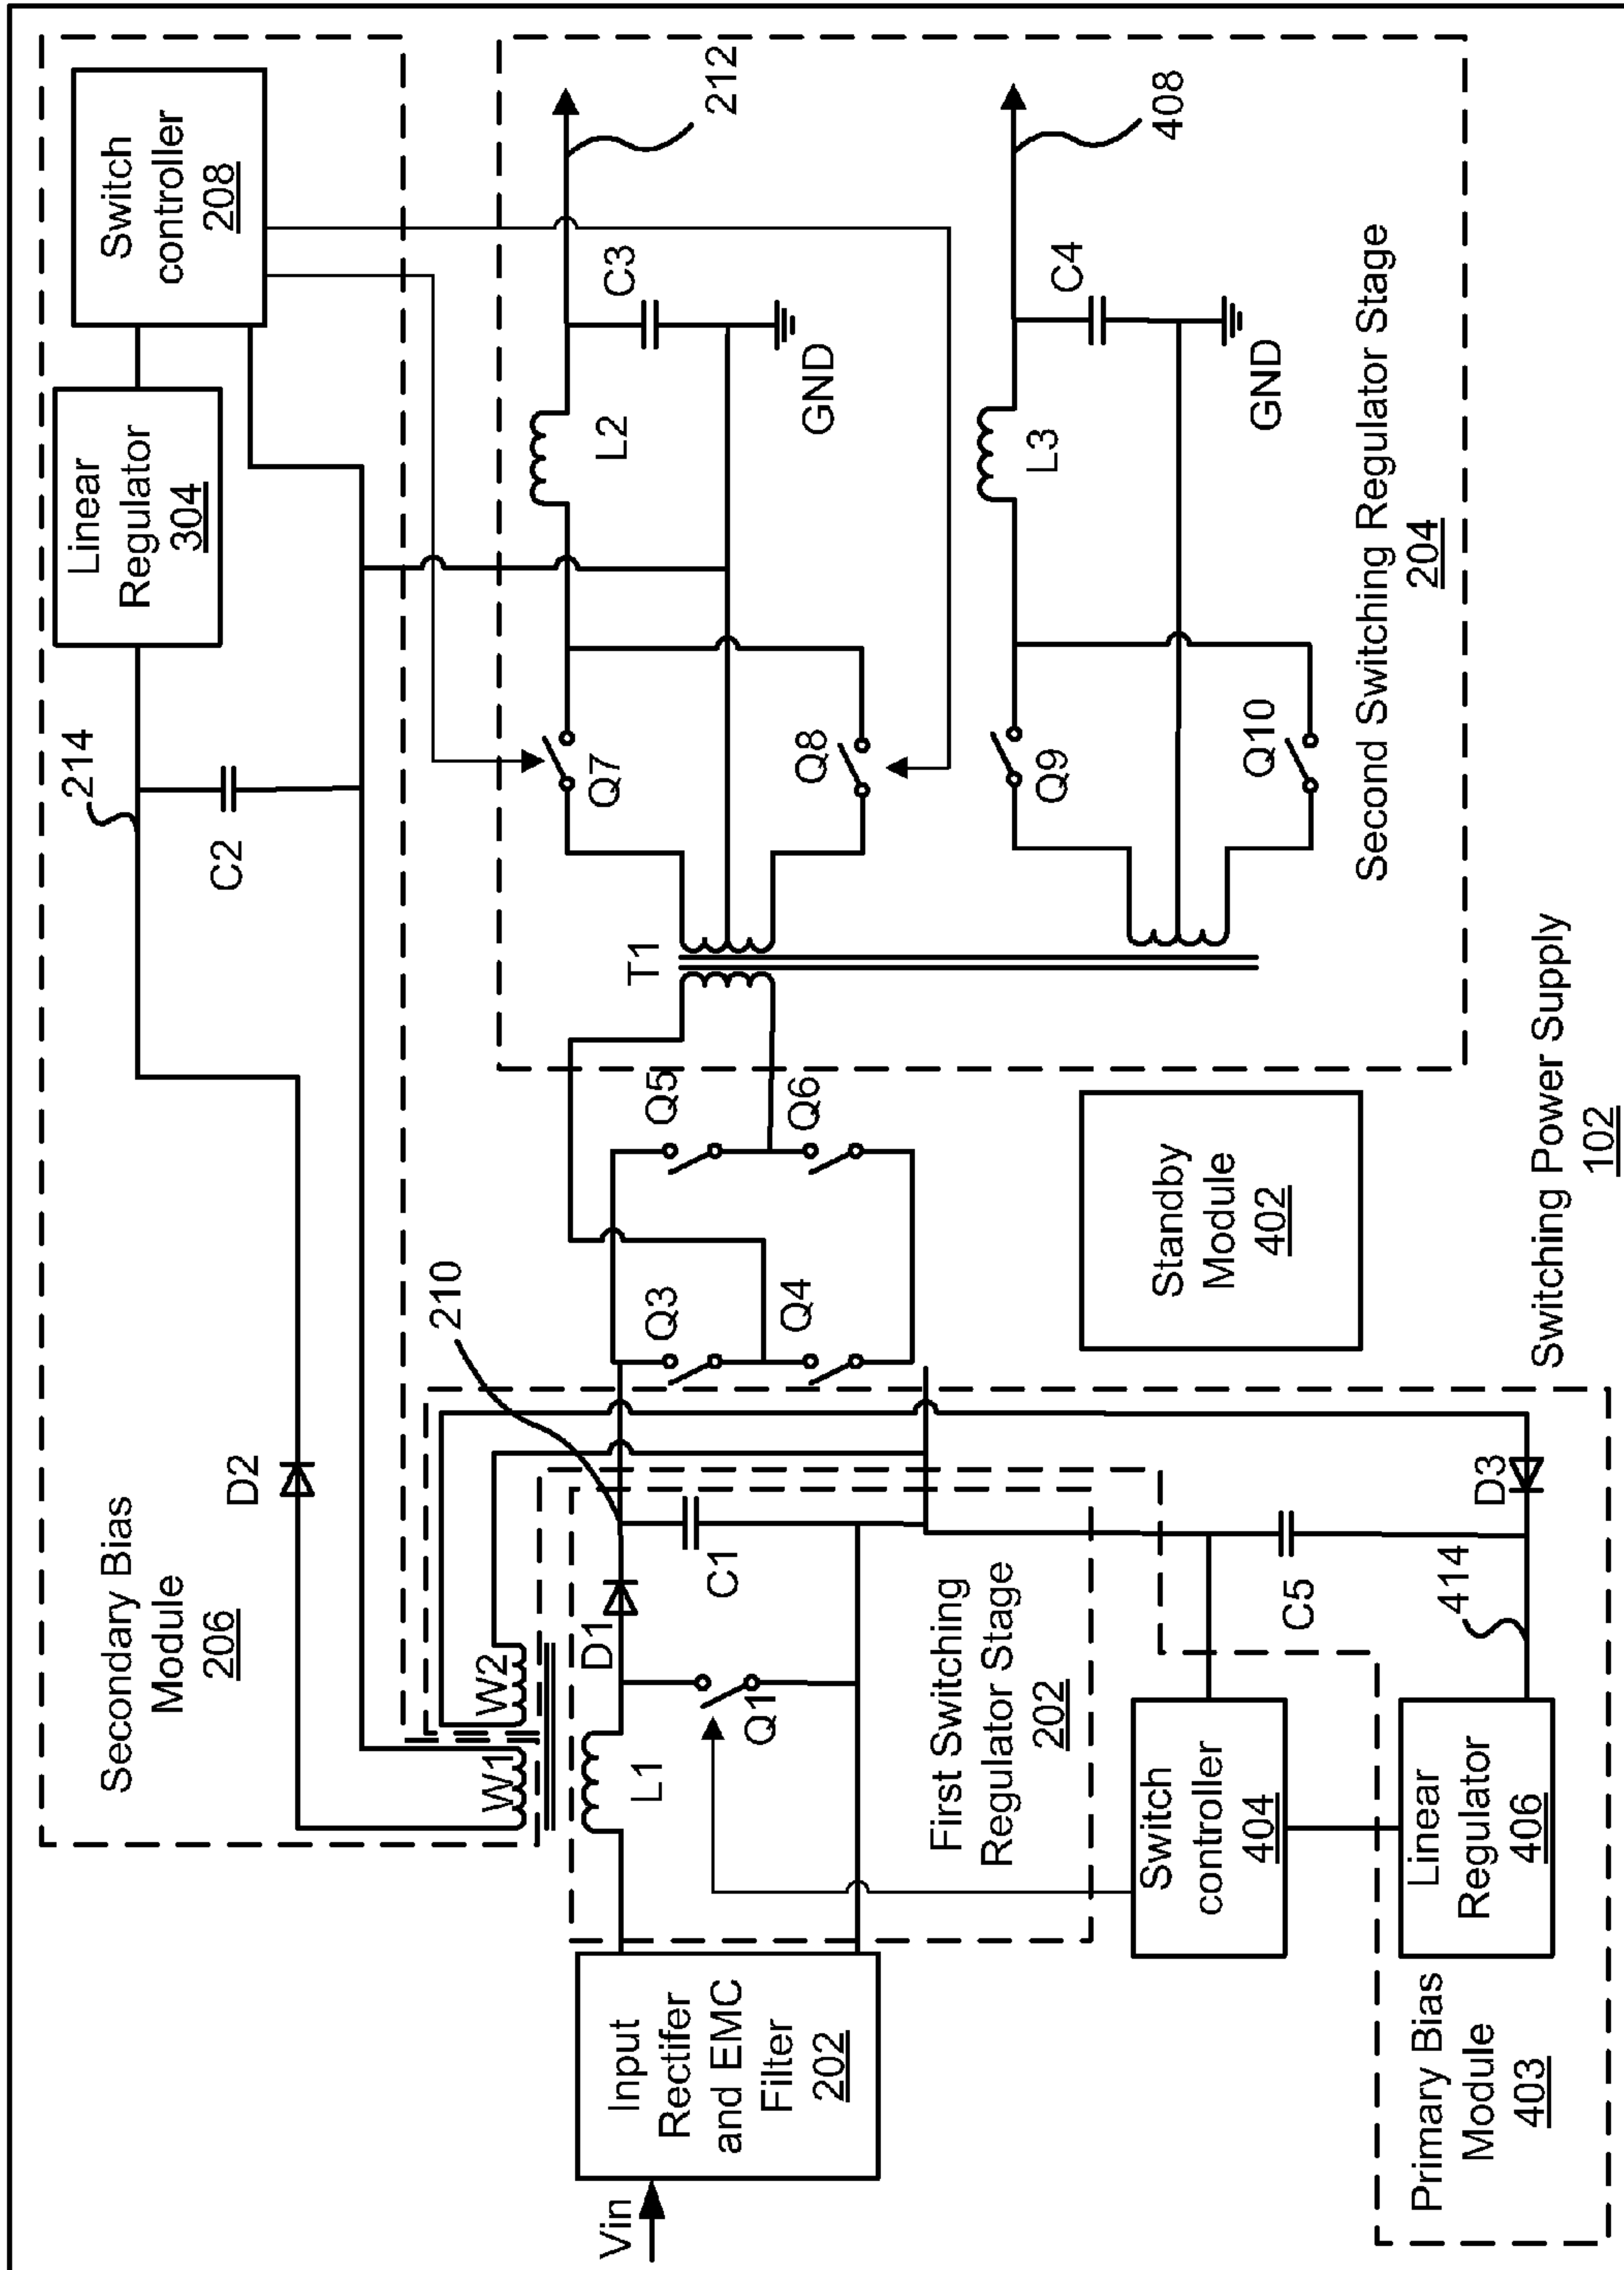 Secondary Bias
Module
206
D2
214
C2
Linear
Regulator
304
Switch
controller
208
W1
W2
210
T1
Q7
Q8
L2
C3
GND
212
Vin
Input
Rectifer
and EMC
Filter
202
L1
D1
Q1
C1
First Switching
Regulator Stage
202
Q3
Q4
Q5
Q6
Q9
Q10
L3
C4
GND
408
Second Switching Regulator Stage
204
Standby
Module
402
Switch
controller
404
C5
D3
414
Linear
Regulator
406
Primary Bias
Module
403
Switching Power Supply
102